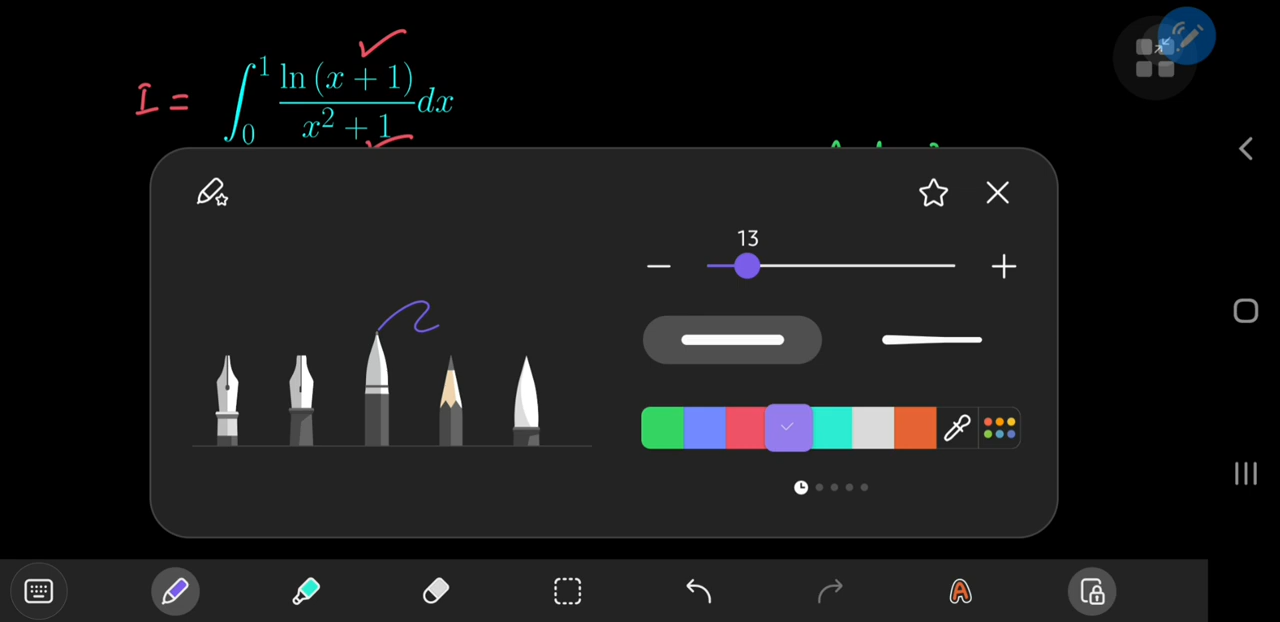 I = ∫₀¹ ln (x + 1) / (x² + 1) dx
13
A